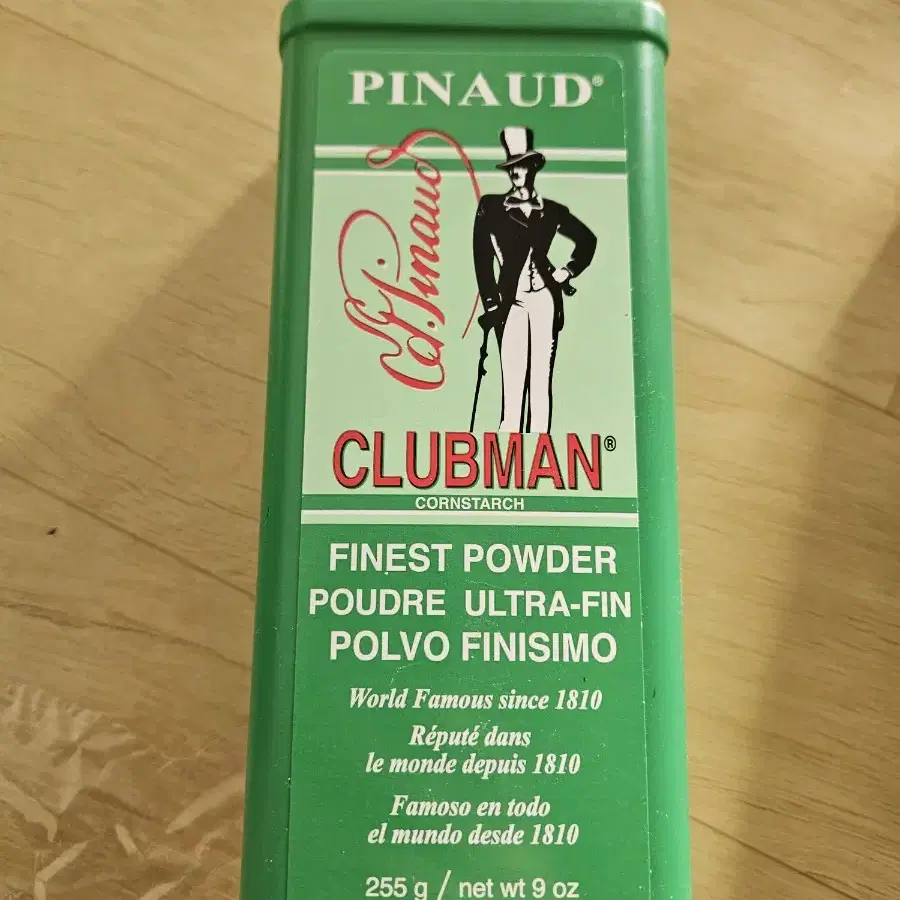 PINAUD®
Ed. Pinaud
CLUBMAN®
CORNSTARCH
FINEST POWDER
POUDRE ULTRA-FIN
POLVO FINISIMO
World Famous since 1810
Réputé dans
le monde depuis 1810
Famoso en todo
el mundo desde 1810
255 g / net wt 9 oz